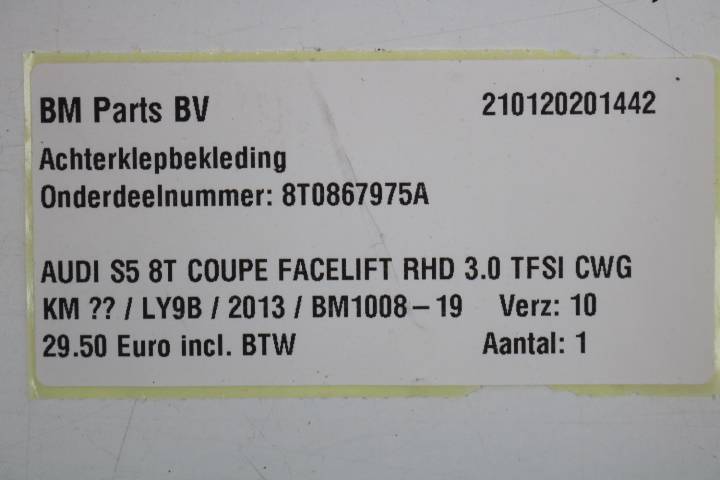 BM Parts BV 210120201442
Achterklepbekleding
Onderdeelnummer: 8T0867975A
AUDI S5 8T COUPE FACELIFT RHD 3.0 TFSI CWG
KM ?? / LY9B / 2013 / BM1008-19 Verz: 10
29.50 Euro incl. BTW Aantal: 1